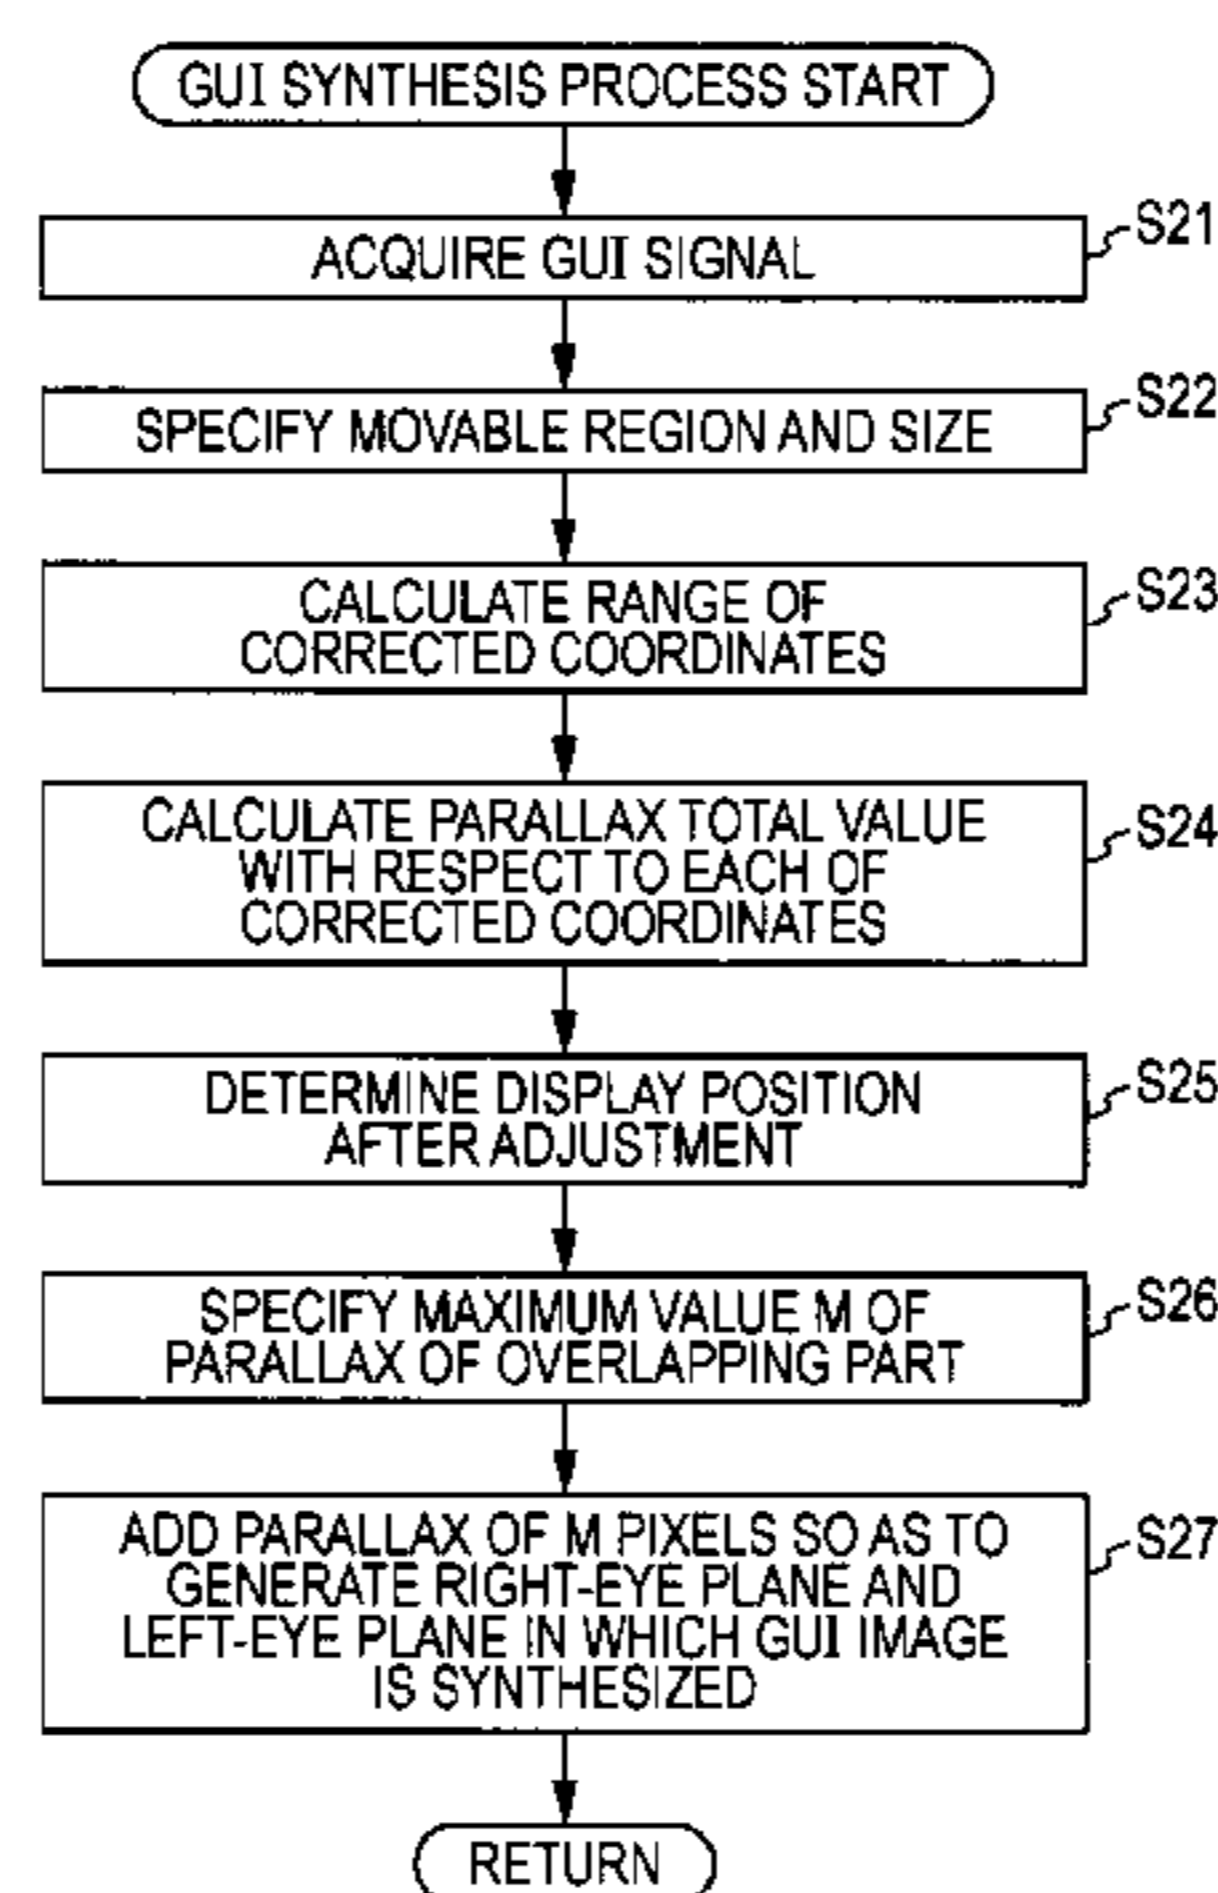 GUI SYNTHESIS PROCESS START
S21
ACQUIRE GUI SIGNAL
S22
SPECIFY MOVABLE REGION AND SIZE
S23
CALCULATE RANGE OF
CORRECTED COORDINATES
S24
CALCULATE PARALLAX TOTAL VALUE
WITH RESPECT TO EACH OF
CORRECTED COORDINATES
S25
DETERMINE DISPLAY POSITION
AFTER ADJUSTMENT
S26
SPECIFY MAXIMUM VALUE M OF
PARALLAX OF OVERLAPPING PART
S27
ADD PARALLAX OF M PIXELS SO AS TO
GENERATE RIGHT-EYE PLANE AND
LEFT-EYE PLANE IN WHICH GUI IMAGE
IS SYNTHESIZED
RETURN